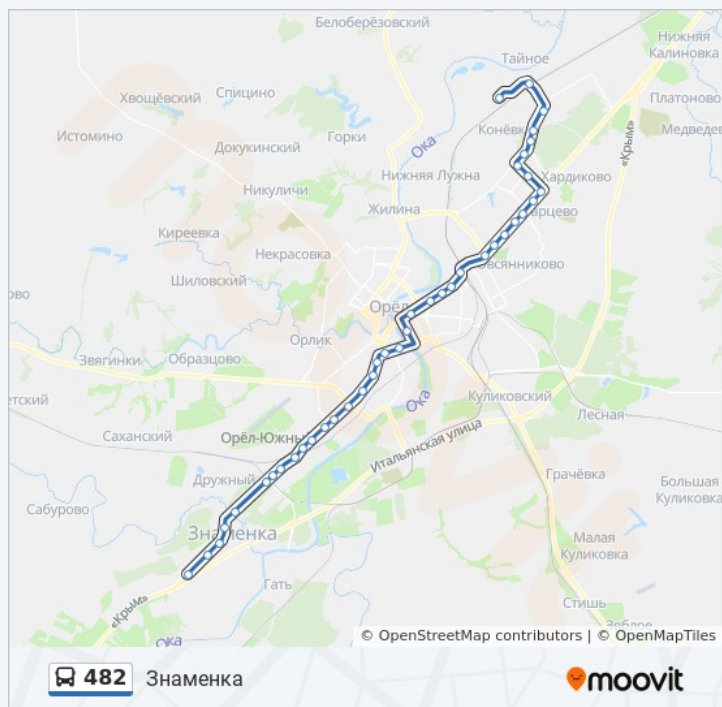 Белоберёзовский
Нижняя
Калиновка
Тайное
Хвощёвский
Спицино
Платоново
Истомино
Горки
Конёвка
Медведев
Докукинский
Ока
«Крым»
Нижняя Лужна
Хардиково
Никуличи
Жилина
Киреевка
Некрасовка
Овсянниково
Шиловский
Орёл
Орлик
Звягинки
Образцово
Куликовский
Ока
Лесная
Саханский
Орёл-Южный
Итальянская улица
Дружный
Грачёвка
Большая
Куликовка
Сабурово
Знаменка
Малая
Куликовка
Гать
Стишь
«Крым»
Зяблое
Ока
© OpenStreetMap contributors | © OpenMapTiles
482 Знаменка
moovit